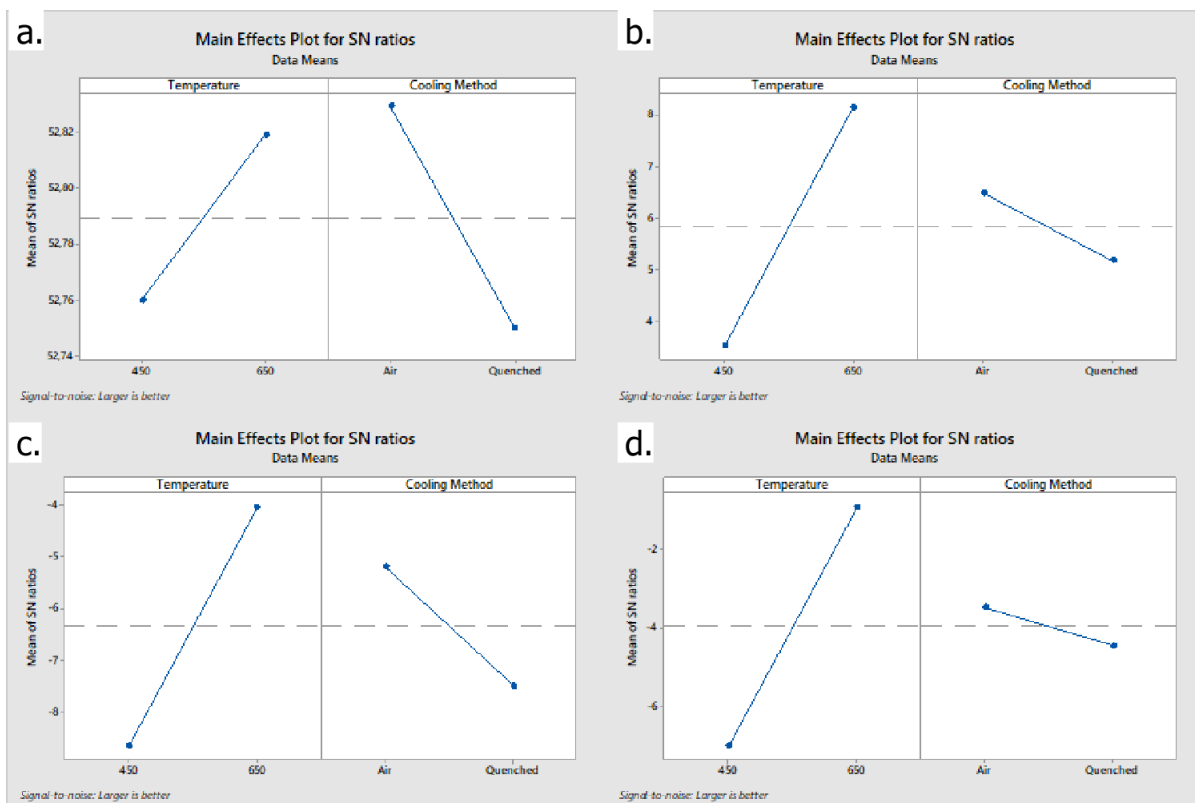 a.
Main Effects Plot for SN ratios
Data Means
Temperature Cooling Method
Mean of SN ratios
52,82
52,80
52,78
52,76
52,74
450 650 Air Quenched
Signal-to-noise: Larger is better
b.
Main Effects Plot for SN ratios
Data Means
Temperature Cooling Method
Mean of SN ratios
8
7
6
5
4
450 650 Air Quenched
Signal-to-noise: Larger is better
c.
Main Effects Plot for SN ratios
Data Means
Temperature Cooling Method
Mean of SN ratios
-4
-5
-6
-7
-8
450 650 Air Quenched
Signal-to-noise: Larger is better
d.
Main Effects Plot for SN ratios
Data Means
Temperature Cooling Method
Mean of SN ratios
-2
-4
-6
450 650 Air Quenched
Signal-to-noise: Larger is better